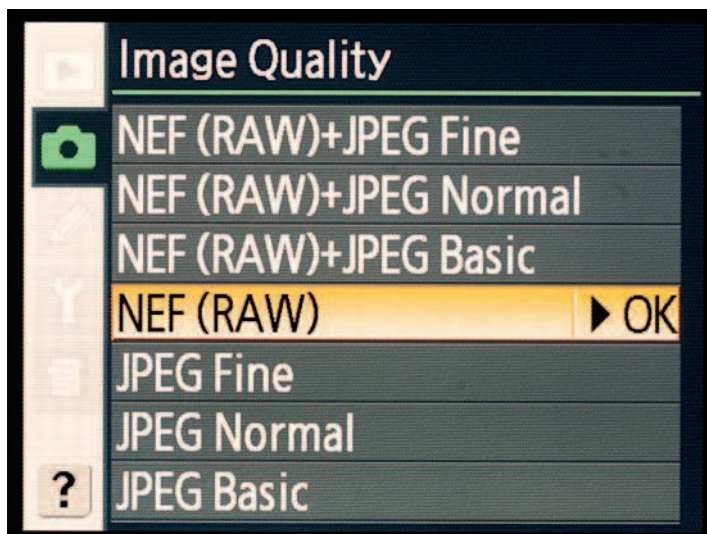 Image Quality
NEF (RAW)+JPEG Fine
NEF (RAW)+JPEG Normal
NEF (RAW)+JPEG Basic
NEF (RAW) ▶ OK
JPEG Fine
JPEG Normal
? JPEG Basic